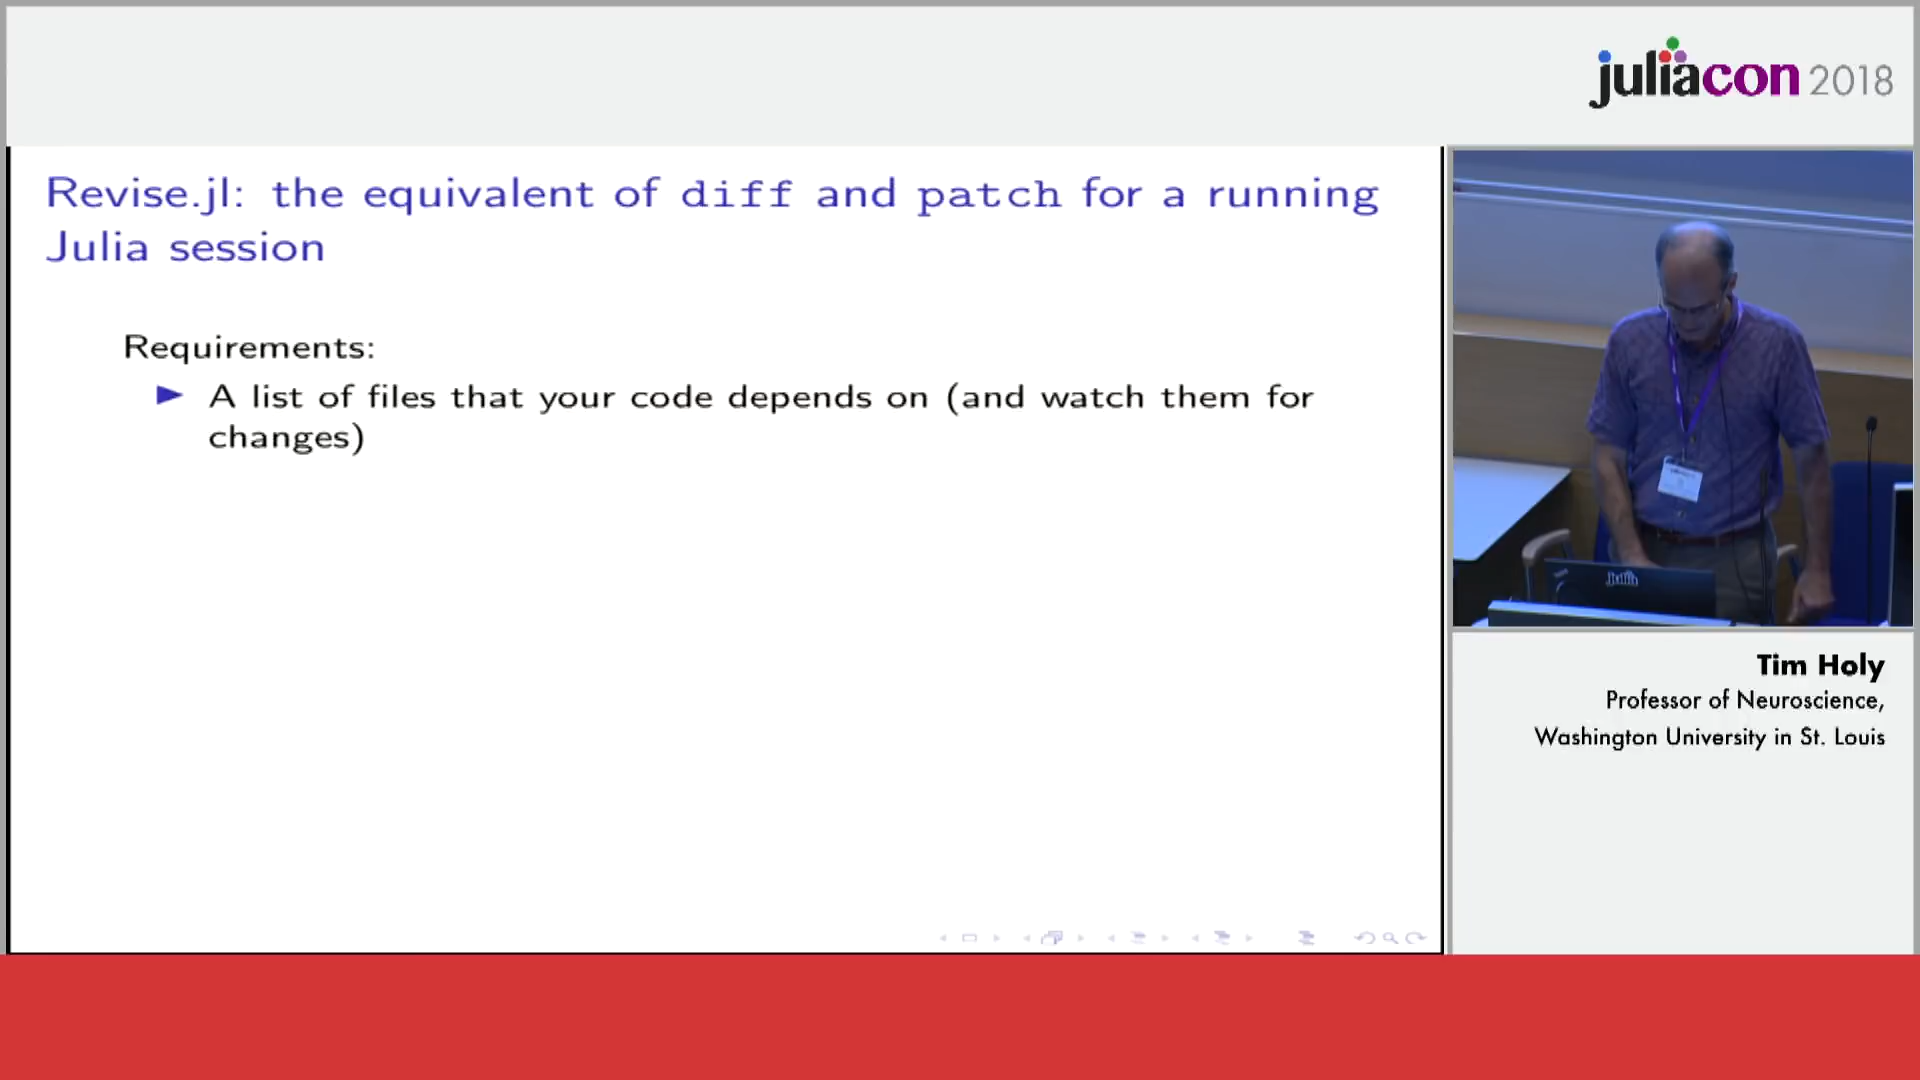 juliacon 2018
Revise.jl: the equivalent of diff and patch for a running
Julia session
Requirements:
A list of files that your code depends on (and watch them for
changes)
julia
Tim Holy
Professor of Neuroscience,
Washington University in St. Louis